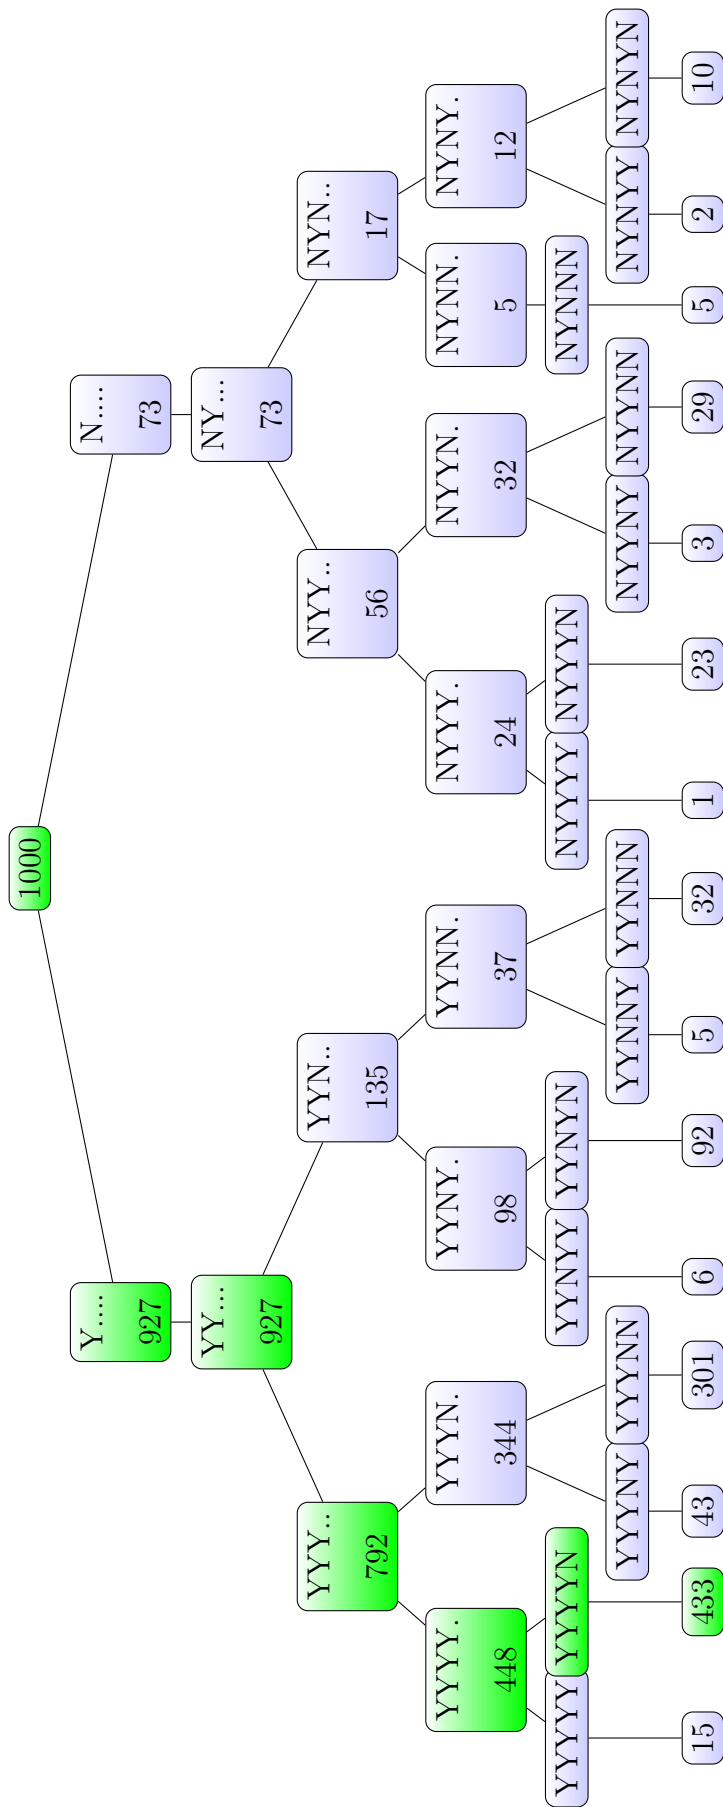 1000
Y....
927
N....
73
YY...
927
NY...
73
YYY..
792
YYN..
135
NYY..
56
NYN..
17
YYYY.
448
YYYN.
344
YYNY.
98
YYNN.
37
NYYY.
24
NYYN.
32
NYNN.
5
NYNY.
12
YYYYY
YYYYN
YYYNY
YYYNN
YYNYY
YYNYN
YYNNY
YYNNN
NYYYY
NYYYN
NYYNY
NYYNN
NYNNN
NYNYY
NYNYN
15
433
43
301
6
92
5
32
1
23
3
29
5
2
10